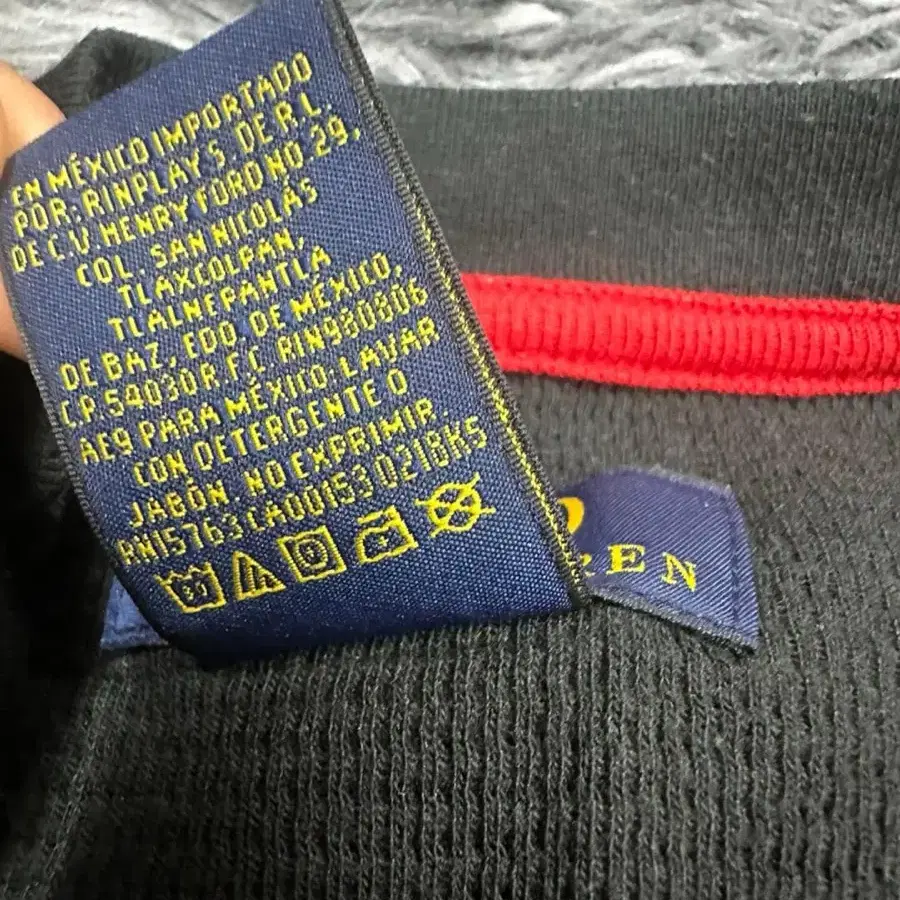 EN MÉXICO IMPORTADO
POR: RINPLAY S. DE R.L.
DE C.V. HENRY FORD NO. 29,
COL. SAN NICOLÁS
TLAXCOLPAN,
TLALNEPANTLA
DE BAZ, EDO. DE MÉXICO,
C.P. 54030 R.F.C. RIN980806
AE9 PARA MÉXICO: LAVAR
CON DETERGENTE O
JABÓN. NO EXPRIMIR.
RN15763 CA00153 0218KS
30
REN